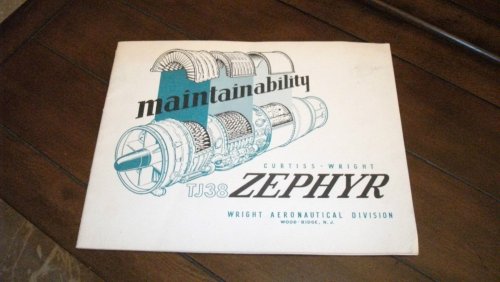 maintainability
CURTISS-WRIGHT
TJ38 ZEPHYR
WRIGHT AERONAUTICAL DIVISION
WOOD-RIDGE, N. J.